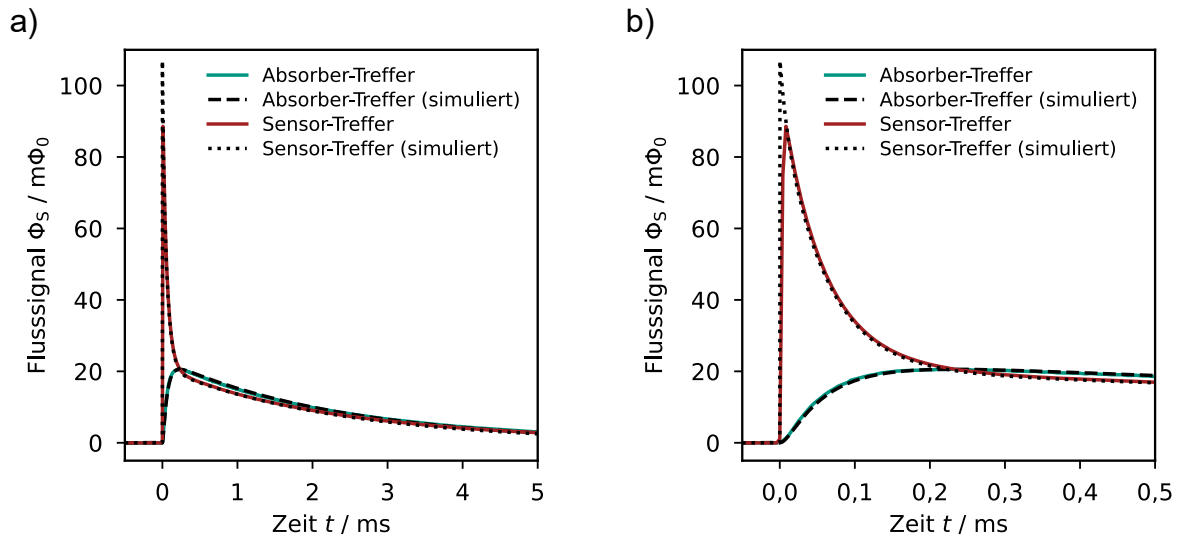 a)
Flusssignal Φ_S / mΦ_0
100
80
60
40
20
0
Absorber-Treffer
Absorber-Treffer (simuliert)
Sensor-Treffer
Sensor-Treffer (simuliert)
0 1 2 3 4 5
Zeit t / ms
b)
Flusssignal Φ_S / mΦ_0
100
80
60
40
20
0
Absorber-Treffer
Absorber-Treffer (simuliert)
Sensor-Treffer
Sensor-Treffer (simuliert)
0,0 0,1 0,2 0,3 0,4 0,5
Zeit t / ms